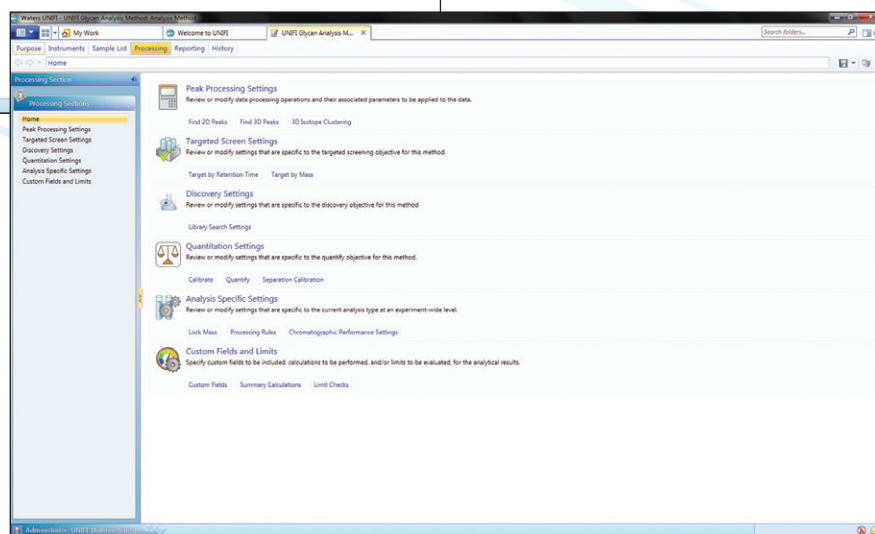 Waters UNIFI - UNIFI Glycan Analysis Method: Analysis Method
My Work
Welcome to UNIFI
UNIFI Glycan Analysis M...
Search folders...
Purpose Instruments Sample List Processing Reporting History
Home
Processing Section
Processing Sections
Home
Peak Processing Settings
Targeted Screen Settings
Discovery Settings
Quantitation Settings
Analysis Specific Settings
Custom Fields and Limits
Peak Processing Settings
Review or modify data processing operations and their associated parameters to be applied to the data.
Find 2D Peaks Find 3D Peaks 3D Isotope Clustering
Targeted Screen Settings
Review or modify settings that are specific to the targeted screening objective for this method.
Target by Retention Time Target by Mass
Discovery Settings
Review or modify settings that are specific to the discovery objective for this method
Library Search Settings
Quantitation Settings
Review or modify settings that are specific to the quantify objective for this method.
Calibrate Quantify Separation Calibration
Analysis Specific Settings
Review or modify settings that are specific to the current analysis type at an experiment-wide level.
Lock Mass Processing Rules Chromatographic Performance Settings
Custom Fields and Limits
Specify custom fields to be included, calculations to be performed, and/or limits to be evaluated, for the analytical results.
Custom Fields Summary Calculations Limit Checks
Administrator, UNIFI (Administrator)